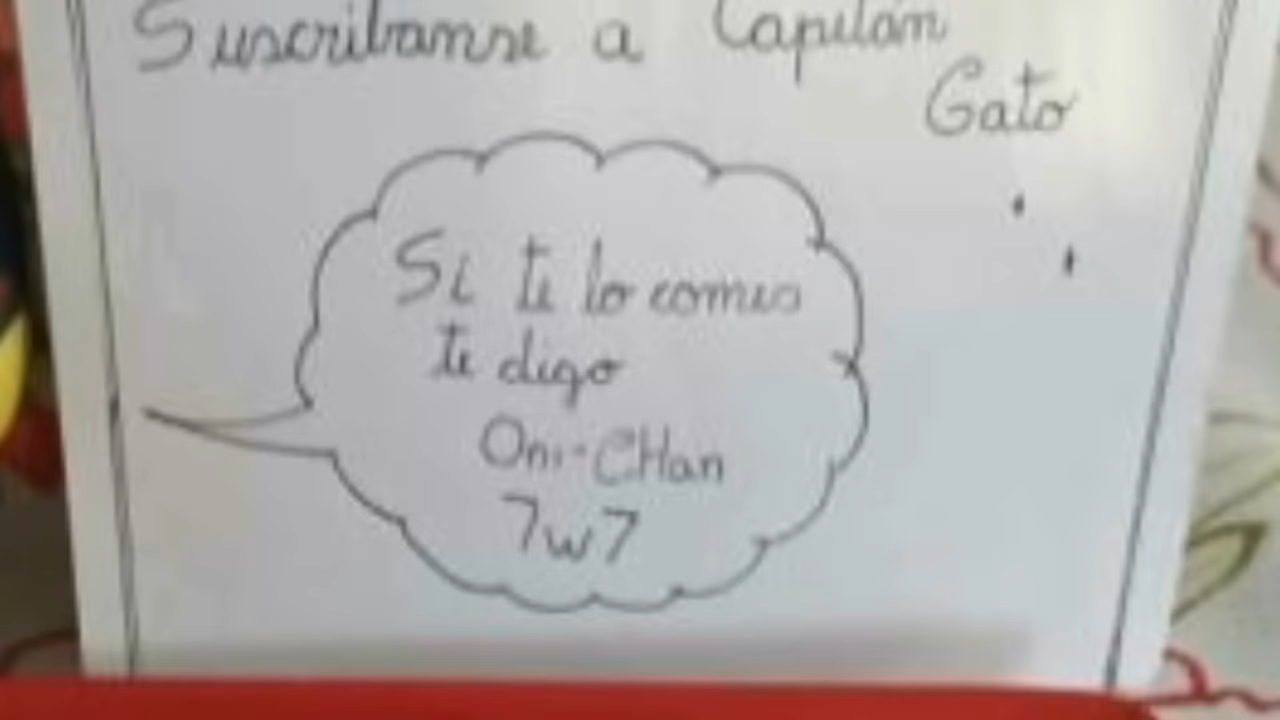 Suscribanse a Capitán
Gato
Si te lo comes
te digo
Oni-CHan
7w7